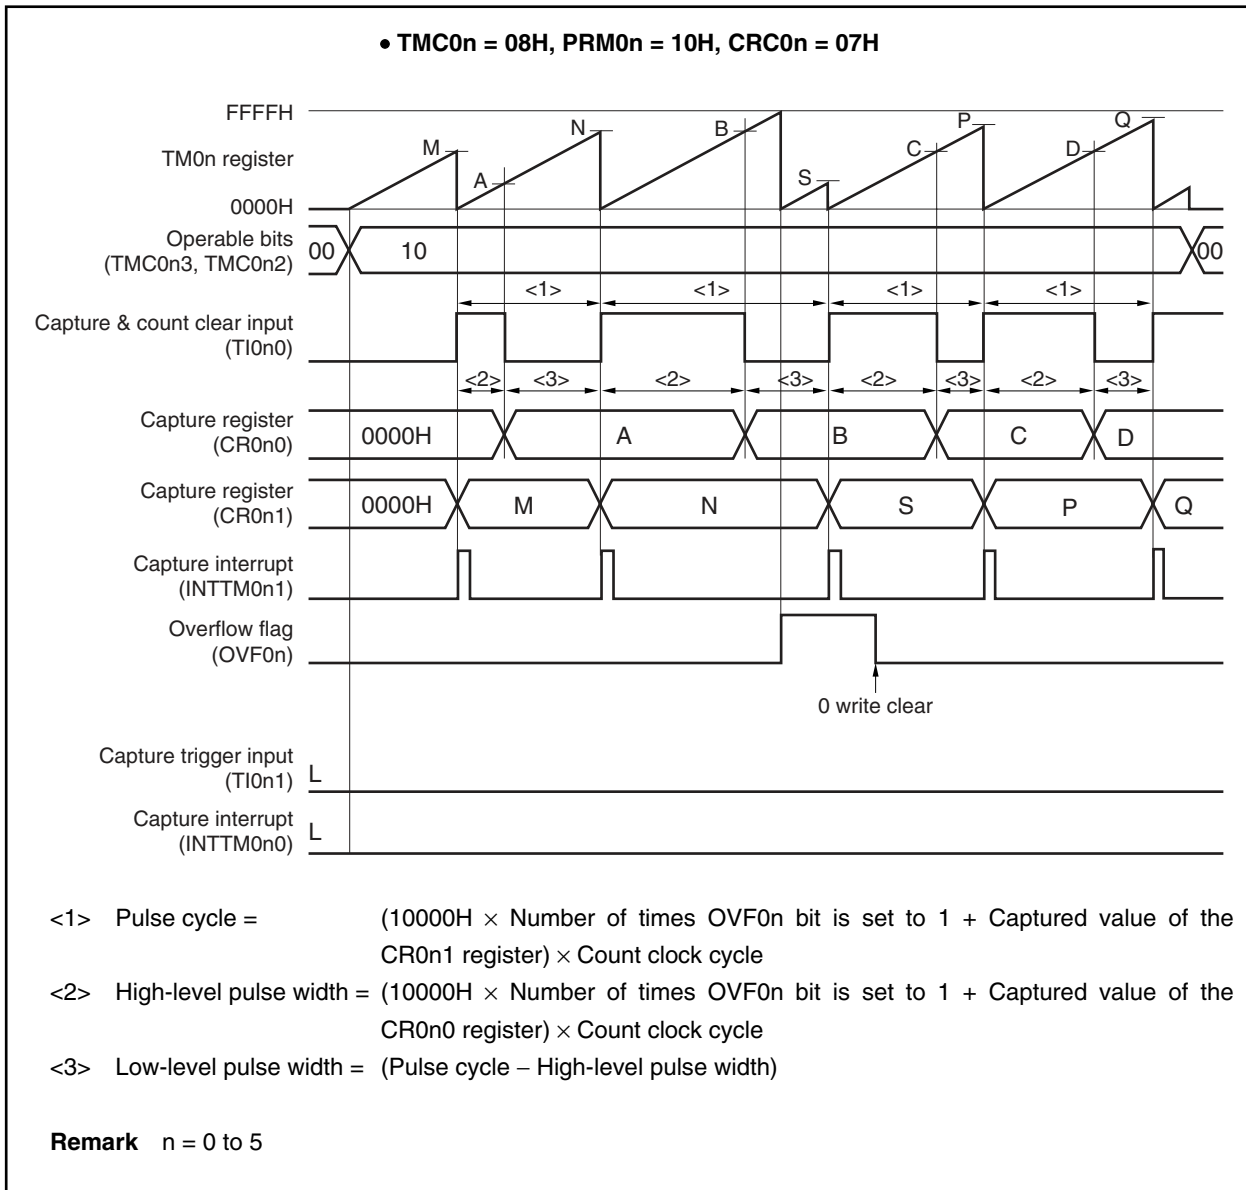 • TMC0n = 08H, PRM0n = 10H, CRC0n = 07H
FFFFH
TM0n register
0000H
M
A
N
B
S
C
P
D
Q
Operable bits
(TMC0n3, TMC0n2)
00
10
00
<1>
<1>
<1>
<1>
Capture & count clear input
(TI0n0)
<2>
<3>
<2>
<3>
<2>
<3>
<2>
<3>
Capture register
(CR0n0)
0000H
A
B
C
D
Capture register
(CR0n1)
0000H
M
N
S
P
Q
Capture interrupt
(INTTM0n1)
Overflow flag
(OVF0n)
0 write clear
Capture trigger input
(TI0n1)
L
Capture interrupt
(INTTM0n0)
L
<1> Pulse cycle = (10000H × Number of times OVF0n bit is set to 1 + Captured value of the
CR0n1 register) × Count clock cycle
<2> High-level pulse width = (10000H × Number of times OVF0n bit is set to 1 + Captured value of the
CR0n0 register) × Count clock cycle
<3> Low-level pulse width = (Pulse cycle − High-level pulse width)
Remark n = 0 to 5